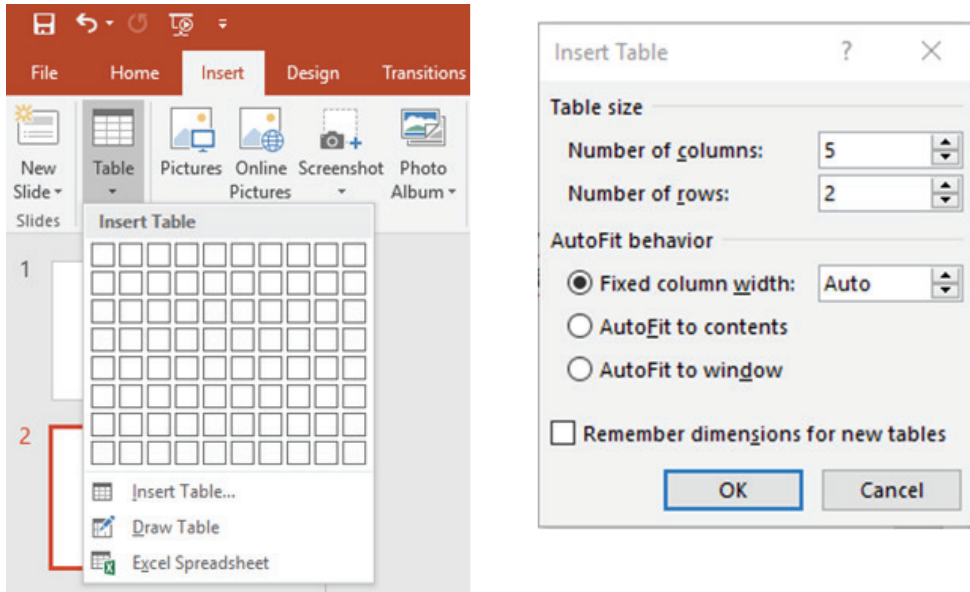 File Home Insert Design Transitions
New Slide Table Pictures Online Pictures Screenshot Photo Album
Slides
Insert Table
1
2
Insert Table...
Draw Table
Excel Spreadsheet
Insert Table ? ×
Table size
Number of columns: 5
Number of rows: 2
AutoFit behavior
Fixed column width: Auto
AutoFit to contents
AutoFit to window
Remember dimensions for new tables
OK Cancel